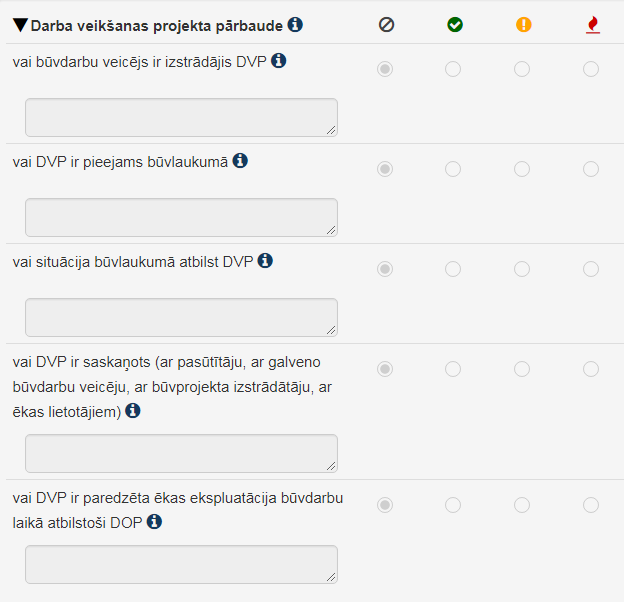 Darba veikšanas projekta pārbaude
vai būvdarbu veicējs ir izstrādājis DVP
vai DVP ir pieejams būvlaukumā
vai situācija būvlaukumā atbilst DVP
vai DVP ir saskaņots (ar pasūtītāju, ar galveno
būvdarbu veicēju, ar būvprojekta izstrādātāju, ar
ēkas lietotājiem)
vai DVP ir paredzēta ēkas ekspluatācija būvdarbu
laikā atbilstoši DOP